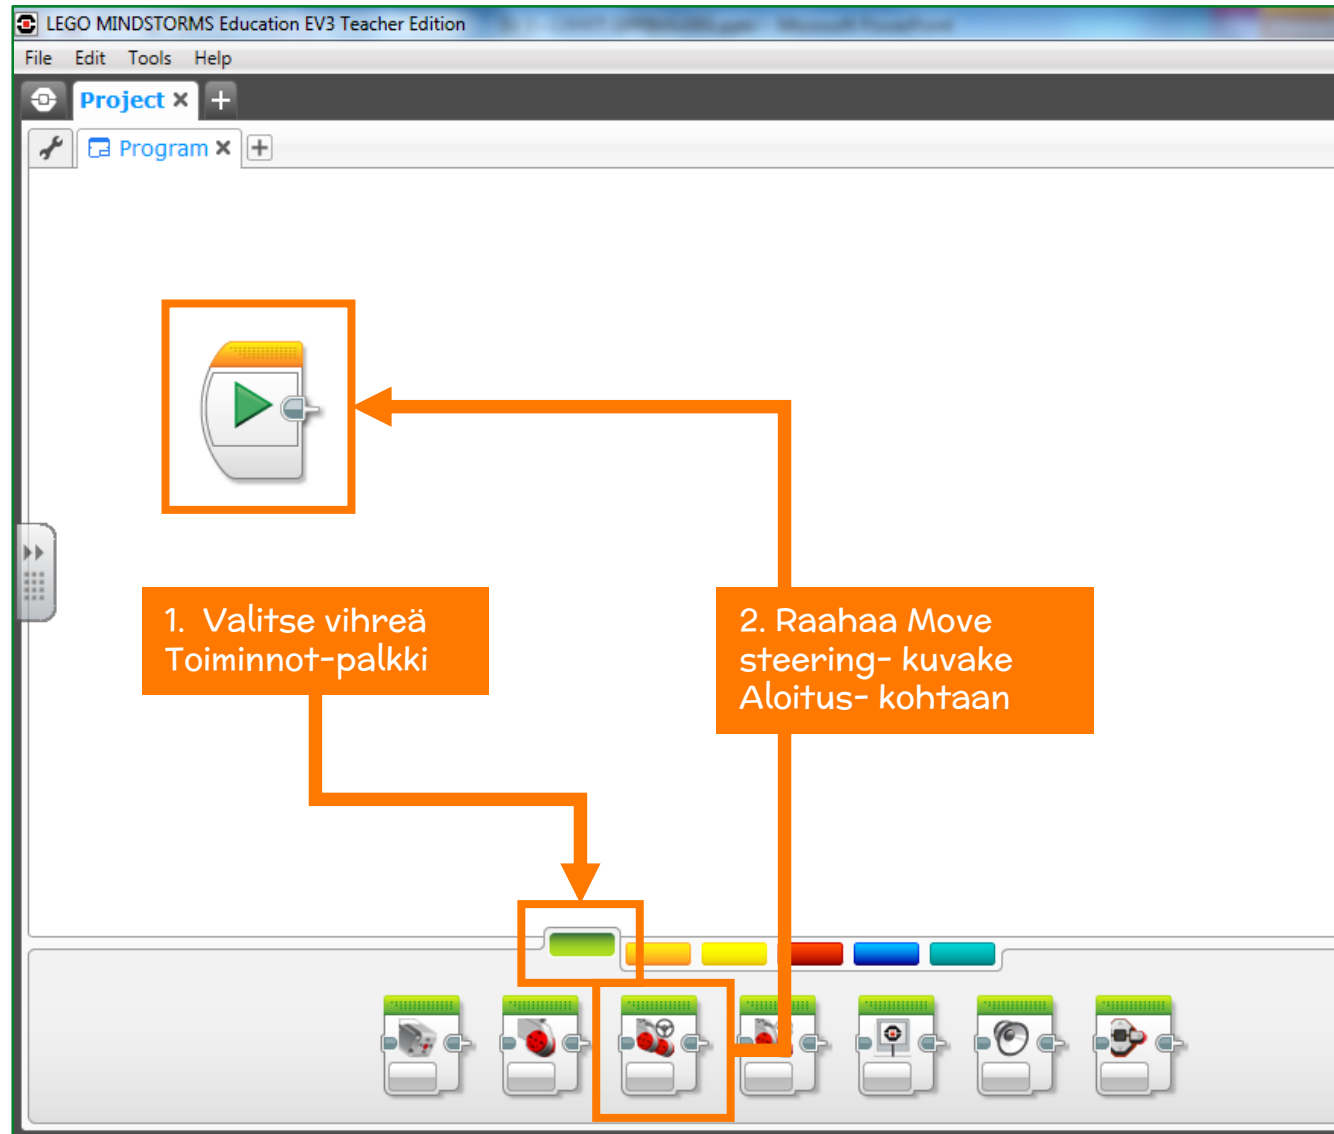 LEGO MINDSTORMS Education EV3 Teacher Edition
File Edit Tools Help
Project
Program
1. Valitse vihreä
Toiminnot-palkki
2. Raahaa Move
steering- kuvake
Aloitus- kohtaan